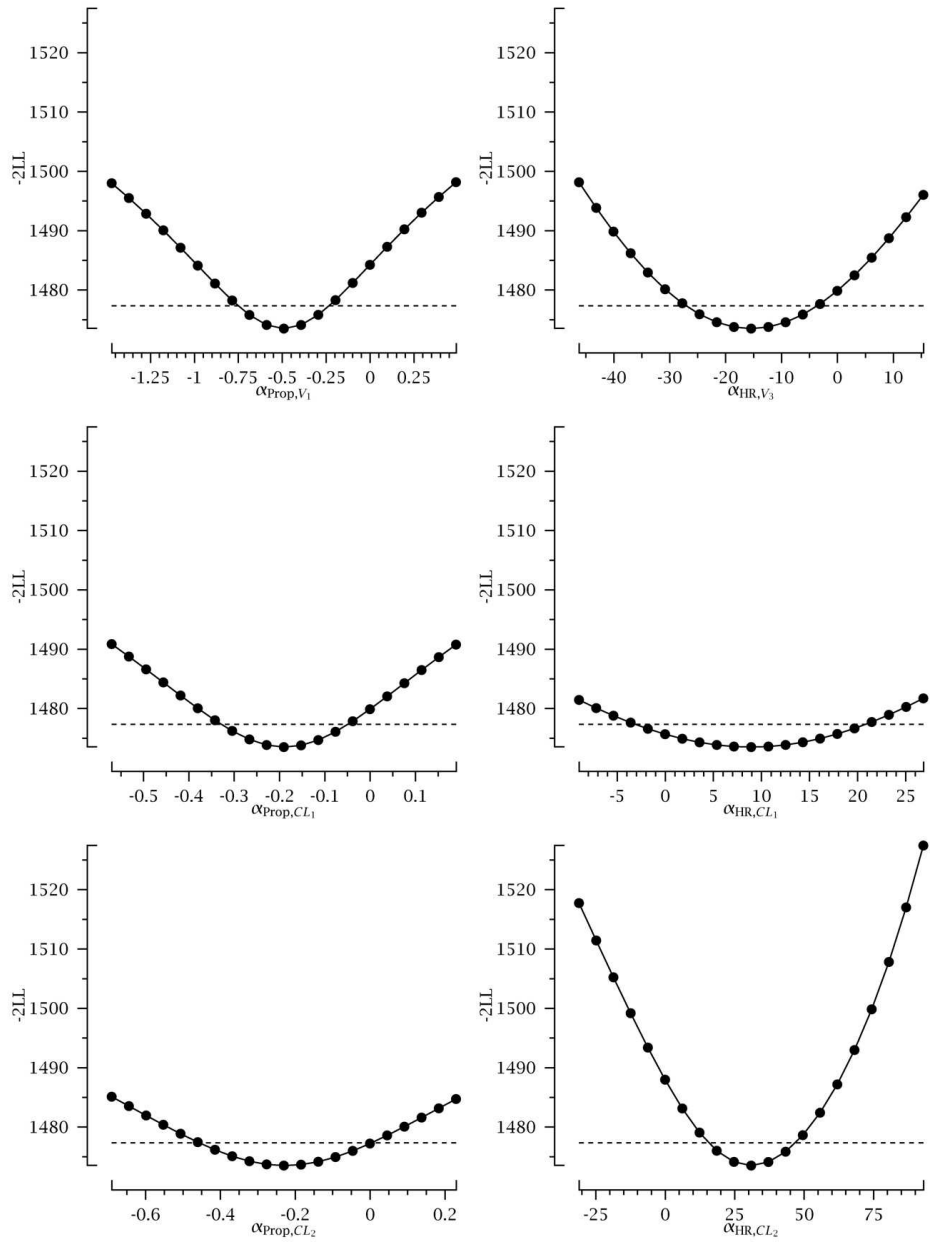 1520
1510
-2LL
1500
1490
1480
-1.25 -1 -0.75 -0.5 -0.25 0 0.25
αProp,V1
1520
1510
-2LL
1500
1490
1480
-40 -30 -20 -10 0 10
αHR,V3
1520
1510
-2LL
1500
1490
1480
-0.5 -0.4 -0.3 -0.2 -0.1 0 0.1
αProp,CL1
1520
1510
-2LL
1500
1490
1480
-5 0 5 10 15 20 25
αHR,CL1
1520
1510
-2LL
1500
1490
1480
-0.6 -0.4 -0.2 0 0.2
αProp,CL2
1520
1510
-2LL
1500
1490
1480
-25 0 25 50 75
αHR,CL2